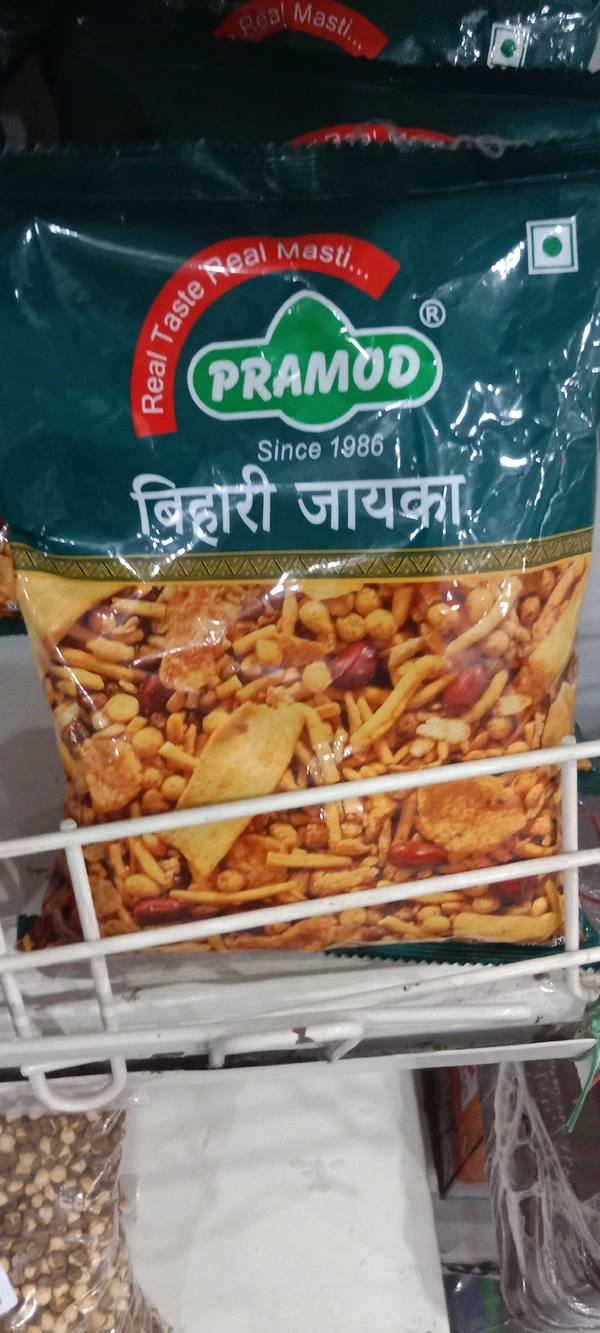 Real Masti...
Real Taste Real Masti...
PRAMOD
®
Since 1986
बिहारी जायका